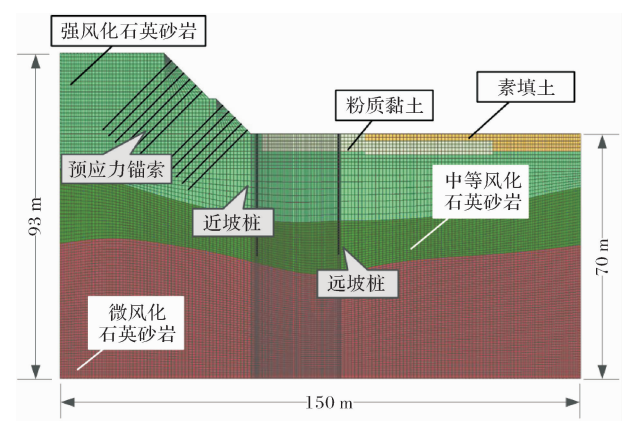 强风化石英砂岩
素填土
粉质黏土
预应力锚索
中等风化
石英砂岩
近坡桩
93 m
70 m
远坡桩
微风化
石英砂岩
150 m